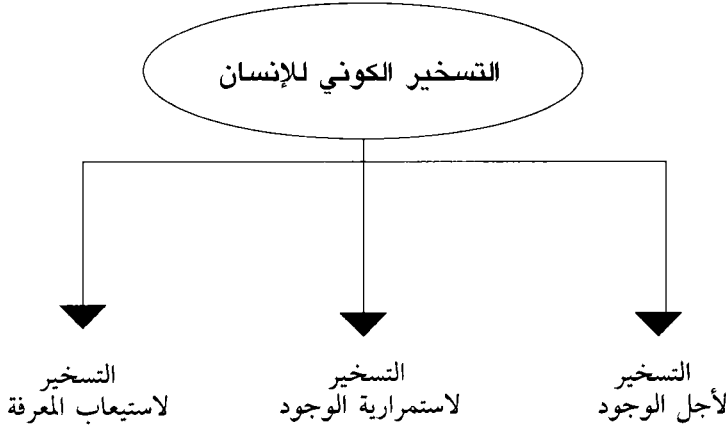 التسخير الكوني للإنسان
التسخير
لأجل الوجود
التسخير
لاستمرارية الوجود
التسخير
لاستيعاب المعرفة